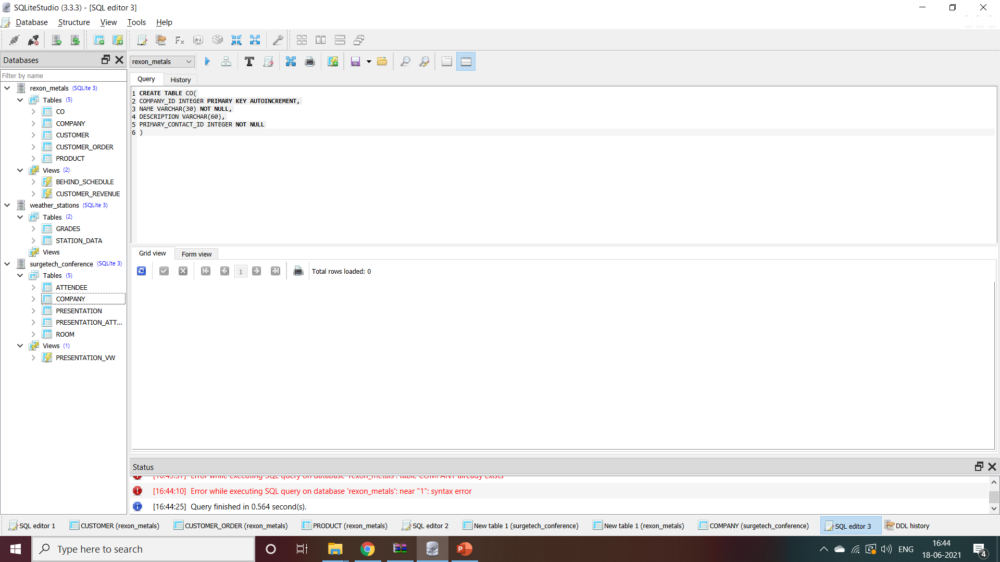 SQLiteStudio (3.3.3) - [SQL editor 3]
Database Structure View Tools Help
Databases
Filter by name
rexon_metals (SQLite 3)
Tables (5)
CO
COMPANY
CUSTOMER
CUSTOMER_ORDER
PRODUCT
Views (2)
BEHIND_SCHEDULE
CUSTOMER_REVENUE
weather_stations (SQLite 3)
Tables (2)
GRADES
STATION_DATA
Views
surgetech_conference (SQLite 3)
Tables (5)
ATTENDEE
COMPANY
PRESENTATION
PRESENTATION_ATT...
ROOM
Views (1)
PRESENTATION_VW
rexon_metals
Query History
1 CREATE TABLE CO(
2 COMPANY_ID INTEGER PRIMARY KEY AUTOINCREMENT,
3 NAME VARCHAR(30) NOT NULL,
4 DESCRIPTION VARCHAR(60),
5 PRIMARY_CONTACT_ID INTEGER NOT NULL
6 )
Grid view Form view
1 Total rows loaded: 0
Status
Error while executing SQL query on database 'rexon_metals': table COMPANY already exists
[16:44:10] Error while executing SQL query on database 'rexon_metals': near "1": syntax error
[16:44:25] Query finished in 0.564 second(s).
SQL editor 1 CUSTOMER (rexon_metals) CUSTOMER_ORDER (rexon_metals) PRODUCT (rexon_metals) SQL editor 2 New table 1 (surgetech_conference) New table 1 (rexon_metals) COMPANY (surgetech_conference) SQL editor 3 DDL history
Type here to search
ENG
16:44
18-06-2021
4